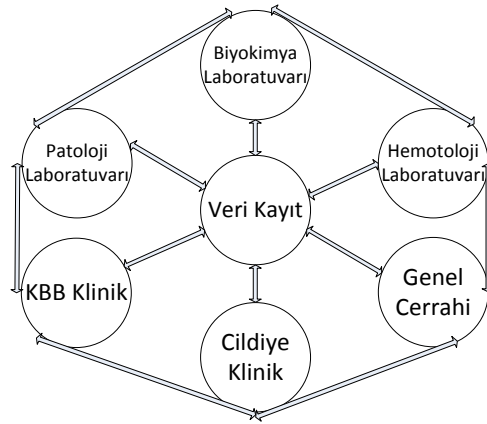 Biyokimya
Laboratuvarı
Patoloji
Laboratuvarı
Hemotoloji
Laboratuvarı
Veri Kayıt
KBB Klinik
Genel
Cerrahi
Cildiye
Klinik